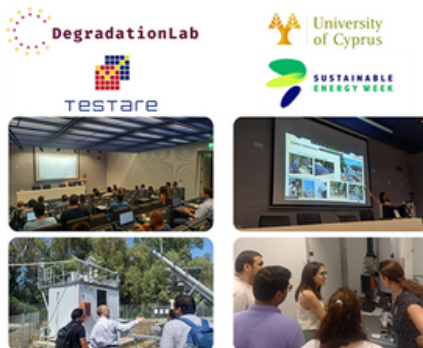 DegradationLab
University
of Cyprus
TESTare
SUSTAINABLE
ENERGY WEEK